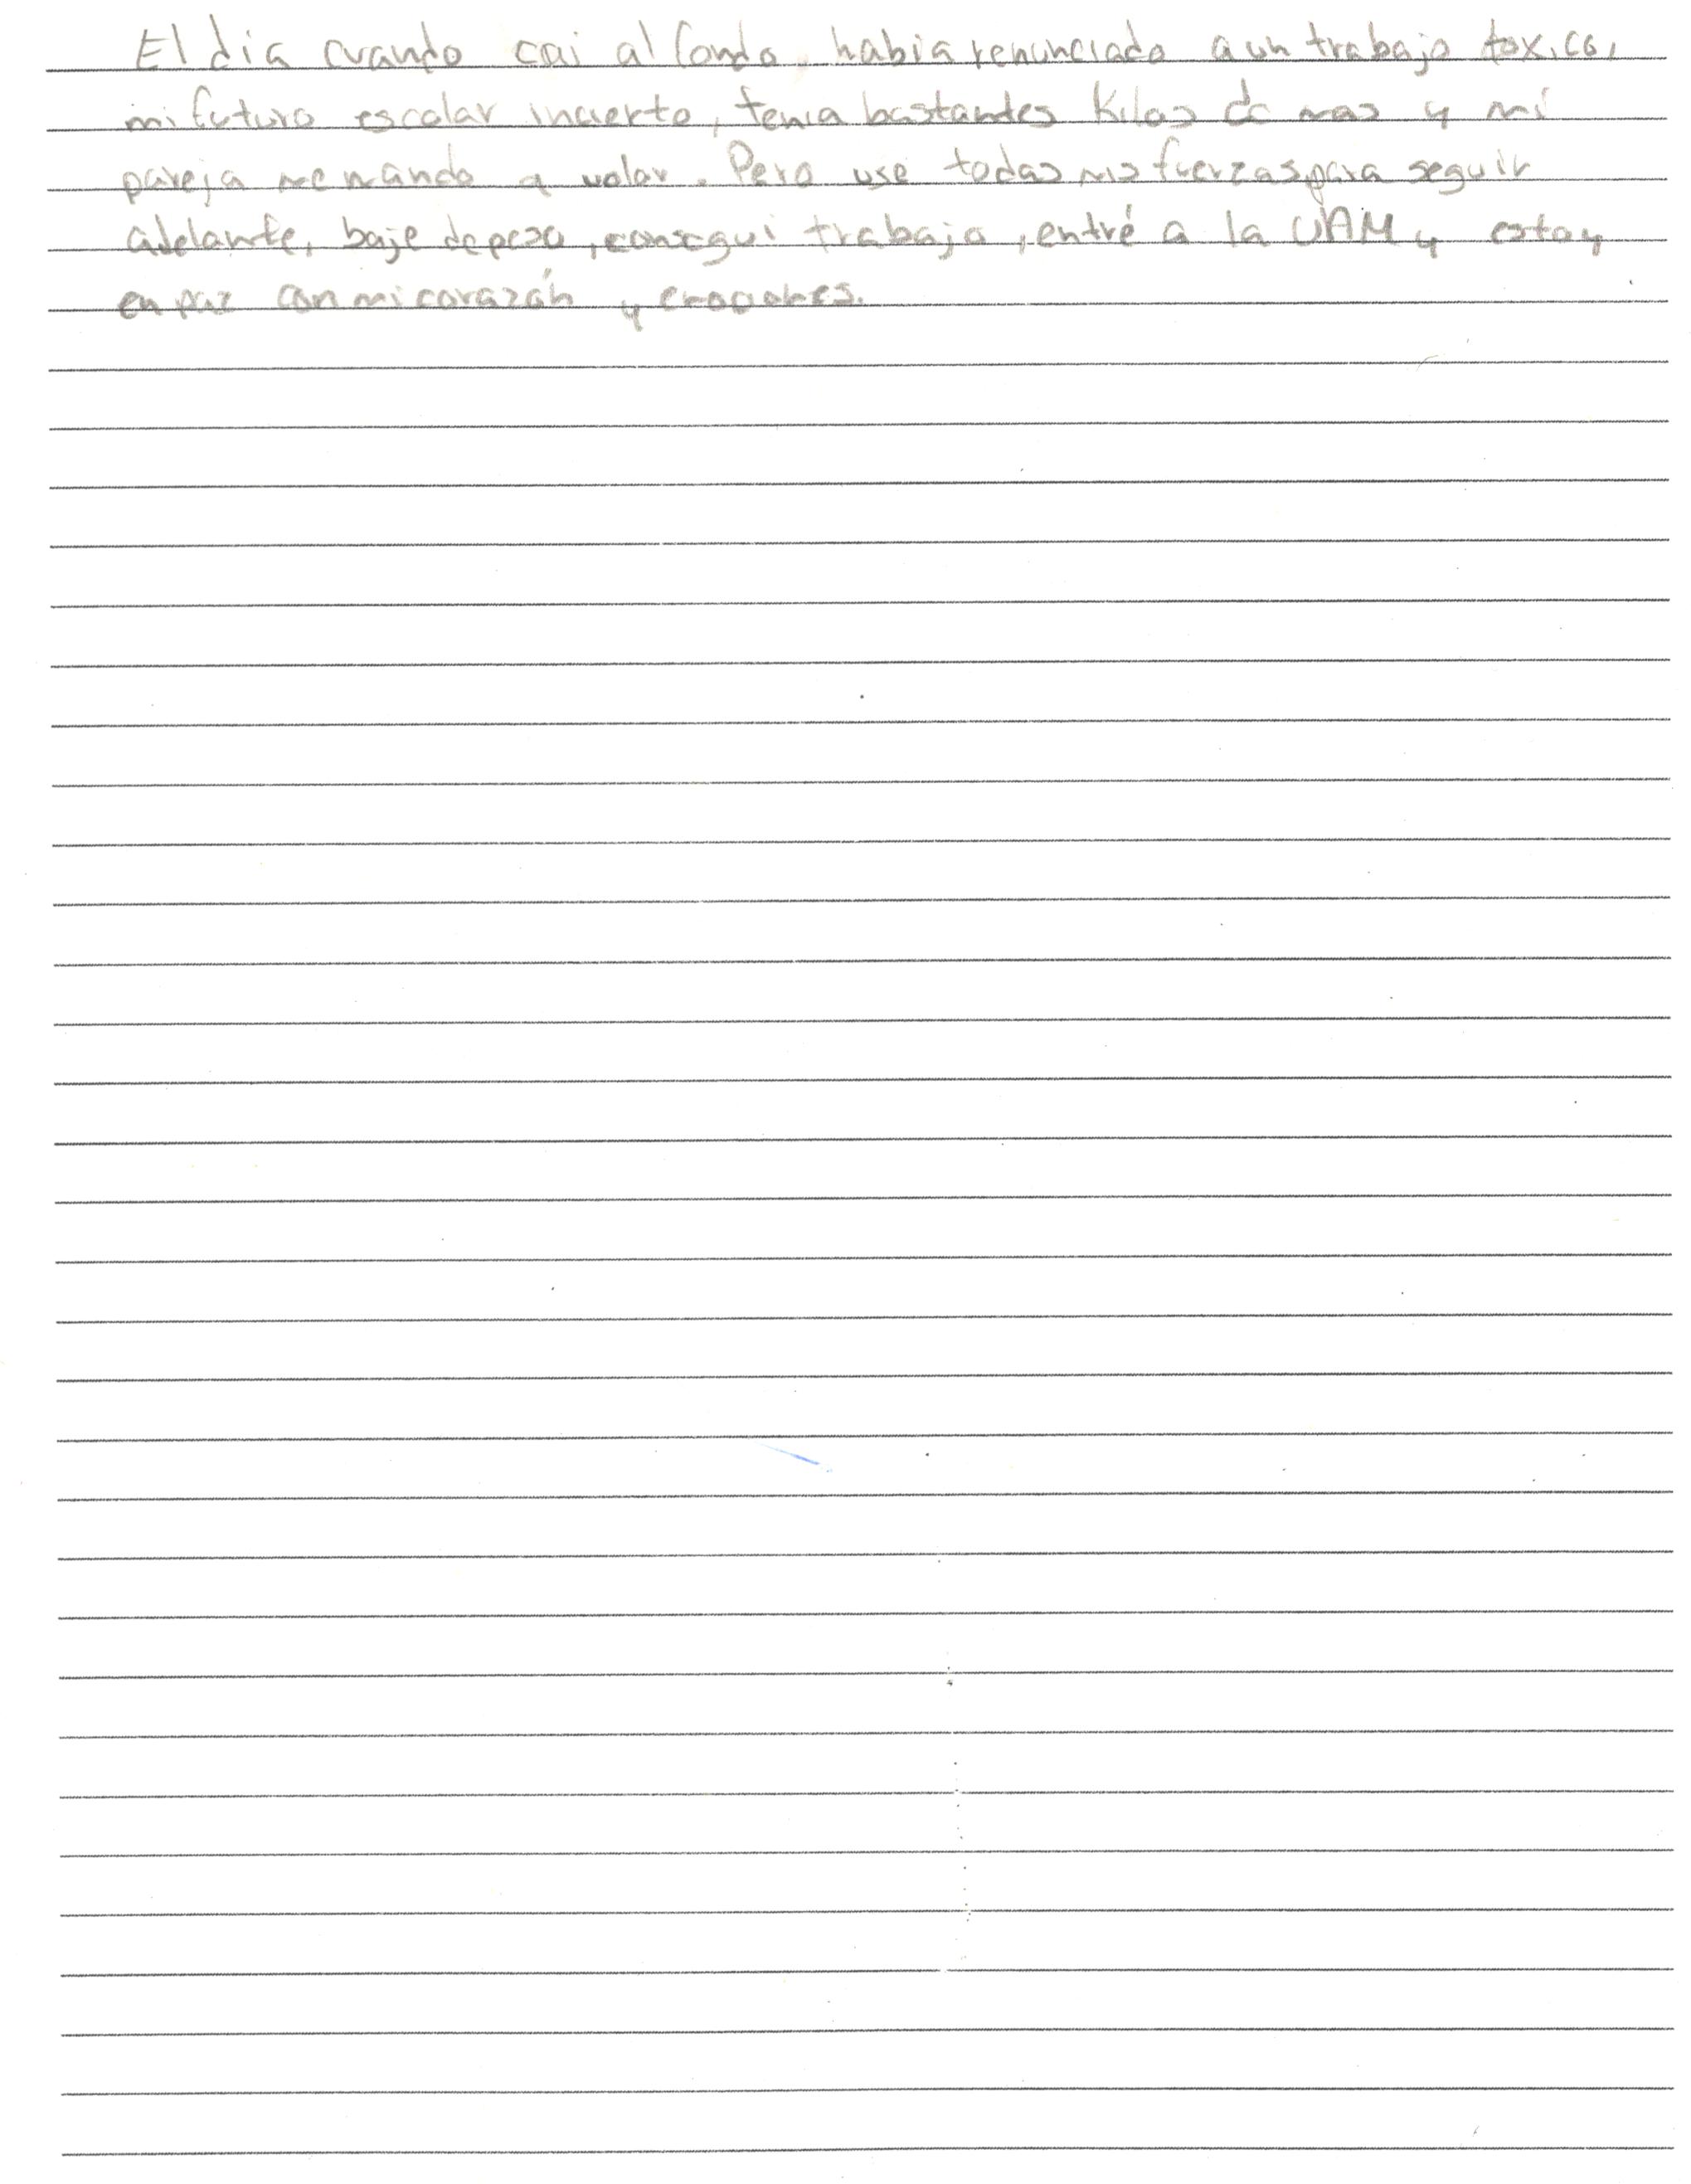 El dia cuando cai al fondo, habia renunciado a un trabajo toxico,
mi futuro escolar incierto, tenia bastantes kilos de mas y mi
pareja me mando a volar. Pero use todas mis fuerzas para seguir
adelante, baje de peso, consegui trabajo, entré a la UAM y estoy
en paz con mi corazón y emociones.